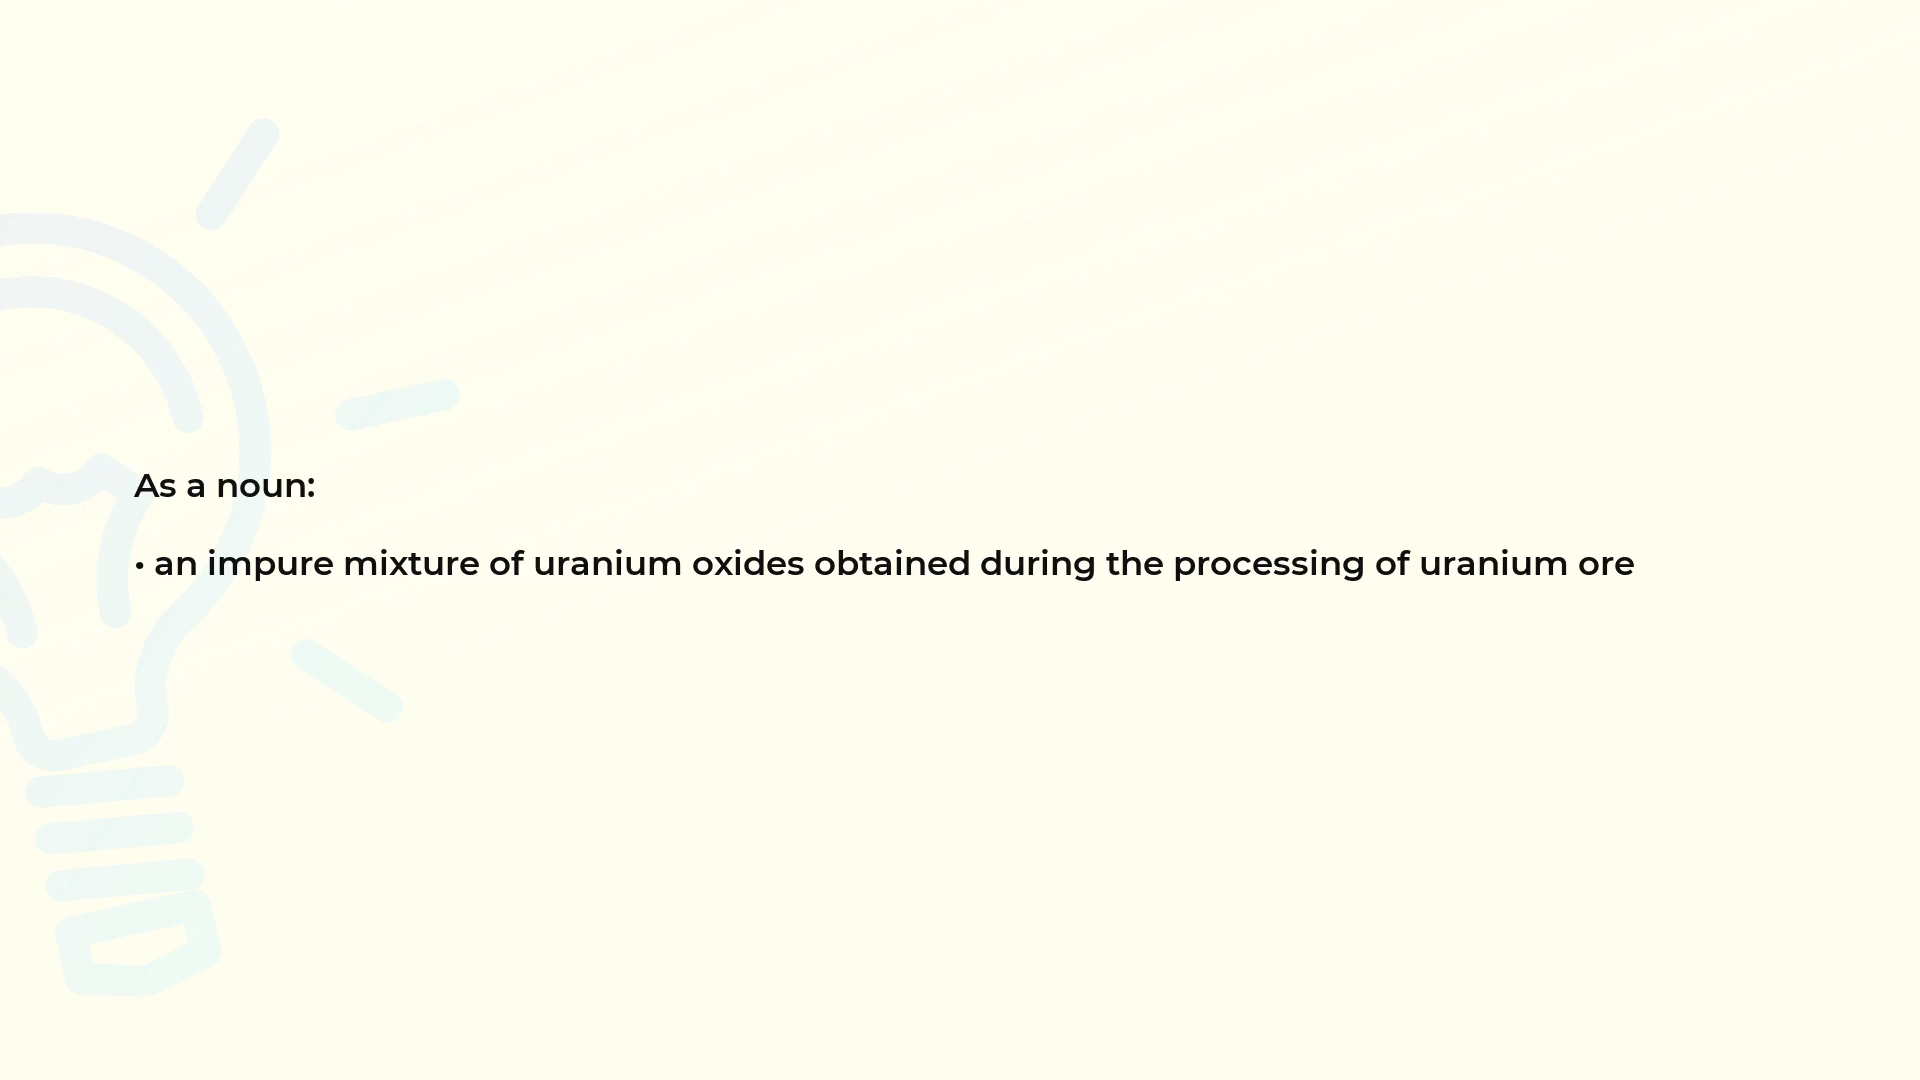 As a noun:
• an impure mixture of uranium oxides obtained during the processing of uranium ore